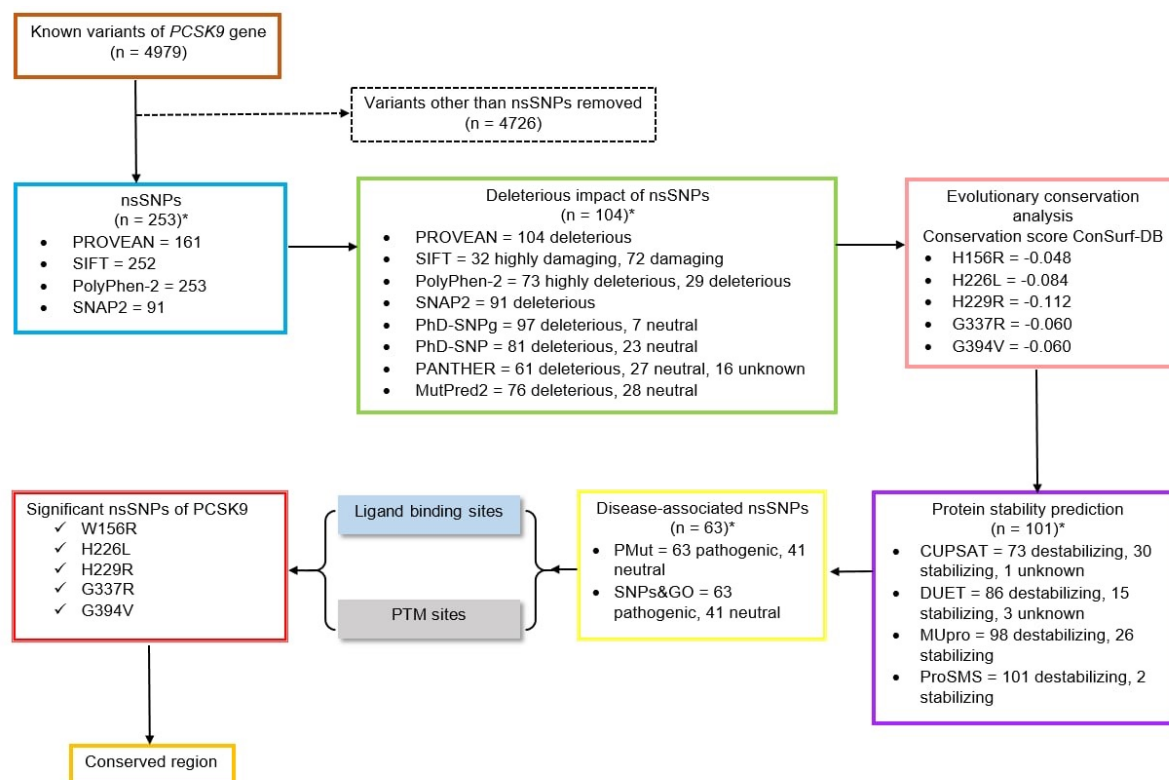 Known variants of PCSK9 gene
(n = 4979)
Variants other than nsSNPs removed
(n = 4726)
nsSNPs
(n = 253)*
• PROVEAN = 161
• SIFT = 252
• PolyPhen-2 = 253
• SNAP2 = 91
Deleterious impact of nsSNPs
(n = 104)*
• PROVEAN = 104 deleterious
• SIFT = 32 highly damaging, 72 damaging
• PolyPhen-2 = 73 highly deleterious, 29 deleterious
• SNAP2 = 91 deleterious
• PhD-SNPg = 97 deleterious, 7 neutral
• PhD-SNP = 81 deleterious, 23 neutral
• PANTHER = 61 deleterious, 27 neutral, 16 unknown
• MutPred2 = 76 deleterious, 28 neutral
Evolutionary conservation
analysis
Conservation score ConSurf-DB
• H156R = -0.048
• H226L = -0.084
• H229R = -0.112
• G337R = -0.060
• G394V = -0.060
Protein stability prediction
(n = 101)*
• CUPSAT = 73 destabilizing, 30
stabilizing, 1 unknown
• DUET = 86 destabilizing, 15
stabilizing, 3 unknown
• MUpro = 98 destabilizing, 26
stabilizing
• ProSMS = 101 destabilizing, 2
stabilizing
Disease-associated nsSNPs
(n = 63)*
• PMut = 63 pathogenic, 41
neutral
• SNPs&GO = 63
pathogenic, 41 neutral
Ligand binding sites
PTM sites
Significant nsSNPs of PCSK9
✓ W156R
✓ H226L
✓ H229R
✓ G337R
✓ G394V
Conserved region